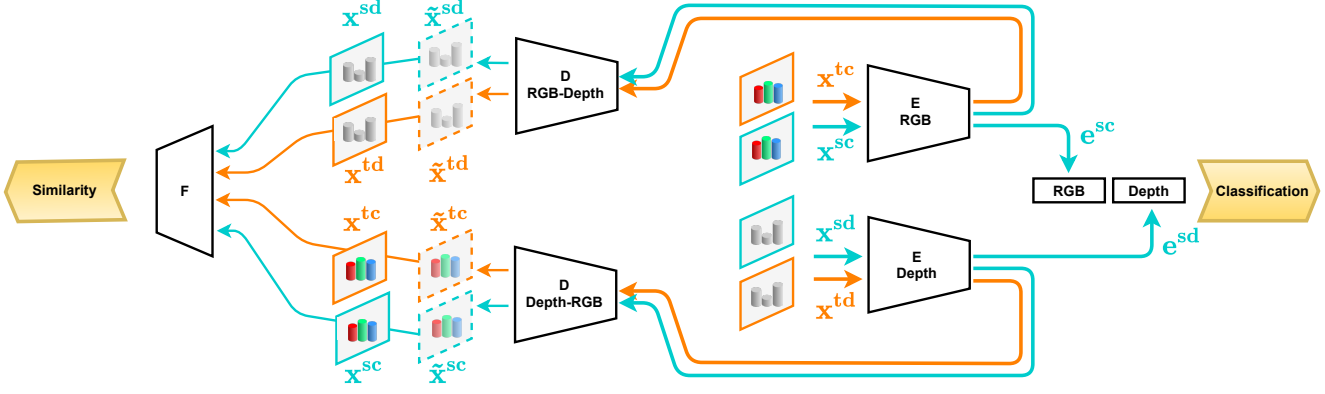 x^sd x̃^sd
D
RGB-Depth
x^td x̃^td
x^tc
E
RGB
x^sc
e^sc
Similarity
F
RGB Depth
Classification
x^tc x̃^tc
x^sd
E
Depth
e^sd
x^td
D
Depth-RGB
x^sc x̃^sc